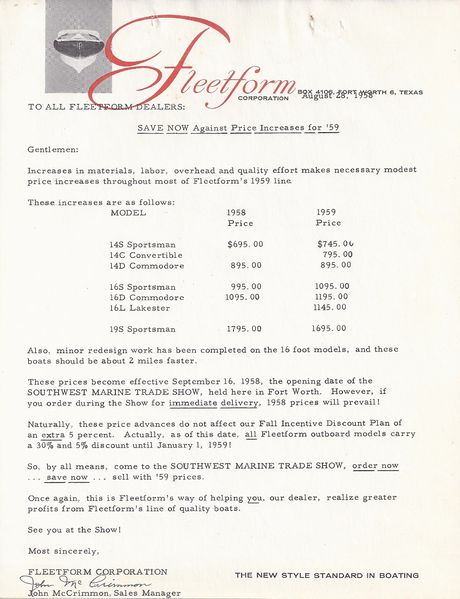 Fleetform
CORPORATION
BOX 4106, FORT WORTH 6, TEXAS
August 28, 1958
TO ALL FLEETFORM DEALERS:
SAVE NOW Against Price Increases for '59
Gentlemen:
Increases in materials, labor, overhead and quality effort makes necessary modest
price increases throughout most of Fleetform's 1959 line.
These increases are as follows:
MODEL 1958 1959
Price Price
14S Sportsman $695.00 $745.00
14C Convertible 795.00
14D Commodore 895.00 895.00
16S Sportsman 995.00 1095.00
16D Commodore 1095.00 1195.00
16L Lakester 1145.00
19S Sportsman 1795.00 1695.00
Also, minor redesign work has been completed on the 16 foot models, and these
boats should be about 2 miles faster.
These prices become effective September 16, 1958, the opening date of the
SOUTHWEST MARINE TRADE SHOW, held here in Fort Worth. However, if
you order during the Show for immediate delivery, 1958 prices will prevail!
Naturally, these price advances do not affect our Fall Incentive Discount Plan of
an extra 5 percent. Actually, as of this date, all Fleetform outboard models carry
a 30% and 5% discount until January 1, 1959!
So, by all means, come to the SOUTHWEST MARINE TRADE SHOW, order now
... save now ... sell with '59 prices.
Once again, this is Fleetform's way of helping you, our dealer, realize greater
profits from Fleetform's line of quality boats.
See you at the Show!
Most sincerely,
FLEETFORM CORPORATION
THE NEW STYLE STANDARD IN BOATING
John McCrimmon
John McCrimmon, Sales Manager